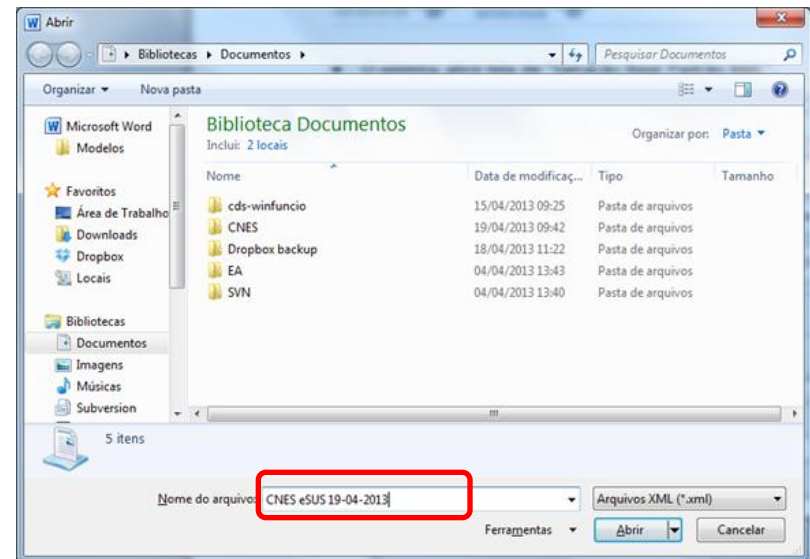 Abrir
Bibliotecas ▸ Documentos ▸
Pesquisar Documentos
Organizar
Nova pasta
Microsoft Word
Modelos
Favoritos
Área de Trabalho
Downloads
Dropbox
Locais
Bibliotecas
Documentos
Imagens
Músicas
Subversion
Biblioteca Documentos
Inclui: 2 locais
Organizar por: Pasta
Nome Data de modificaç... Tipo Tamanho
cds-winfuncio 15/04/2013 09:25 Pasta de arquivos
CNES 19/04/2013 09:42 Pasta de arquivos
Dropbox backup 18/04/2013 11:22 Pasta de arquivos
EA 04/04/2013 13:43 Pasta de arquivos
SVN 04/04/2013 13:40 Pasta de arquivos
5 itens
Nome do arquivo: CNES eSUS 19-04-2013
Arquivos XML (*.xml)
Ferramentas
Abrir
Cancelar